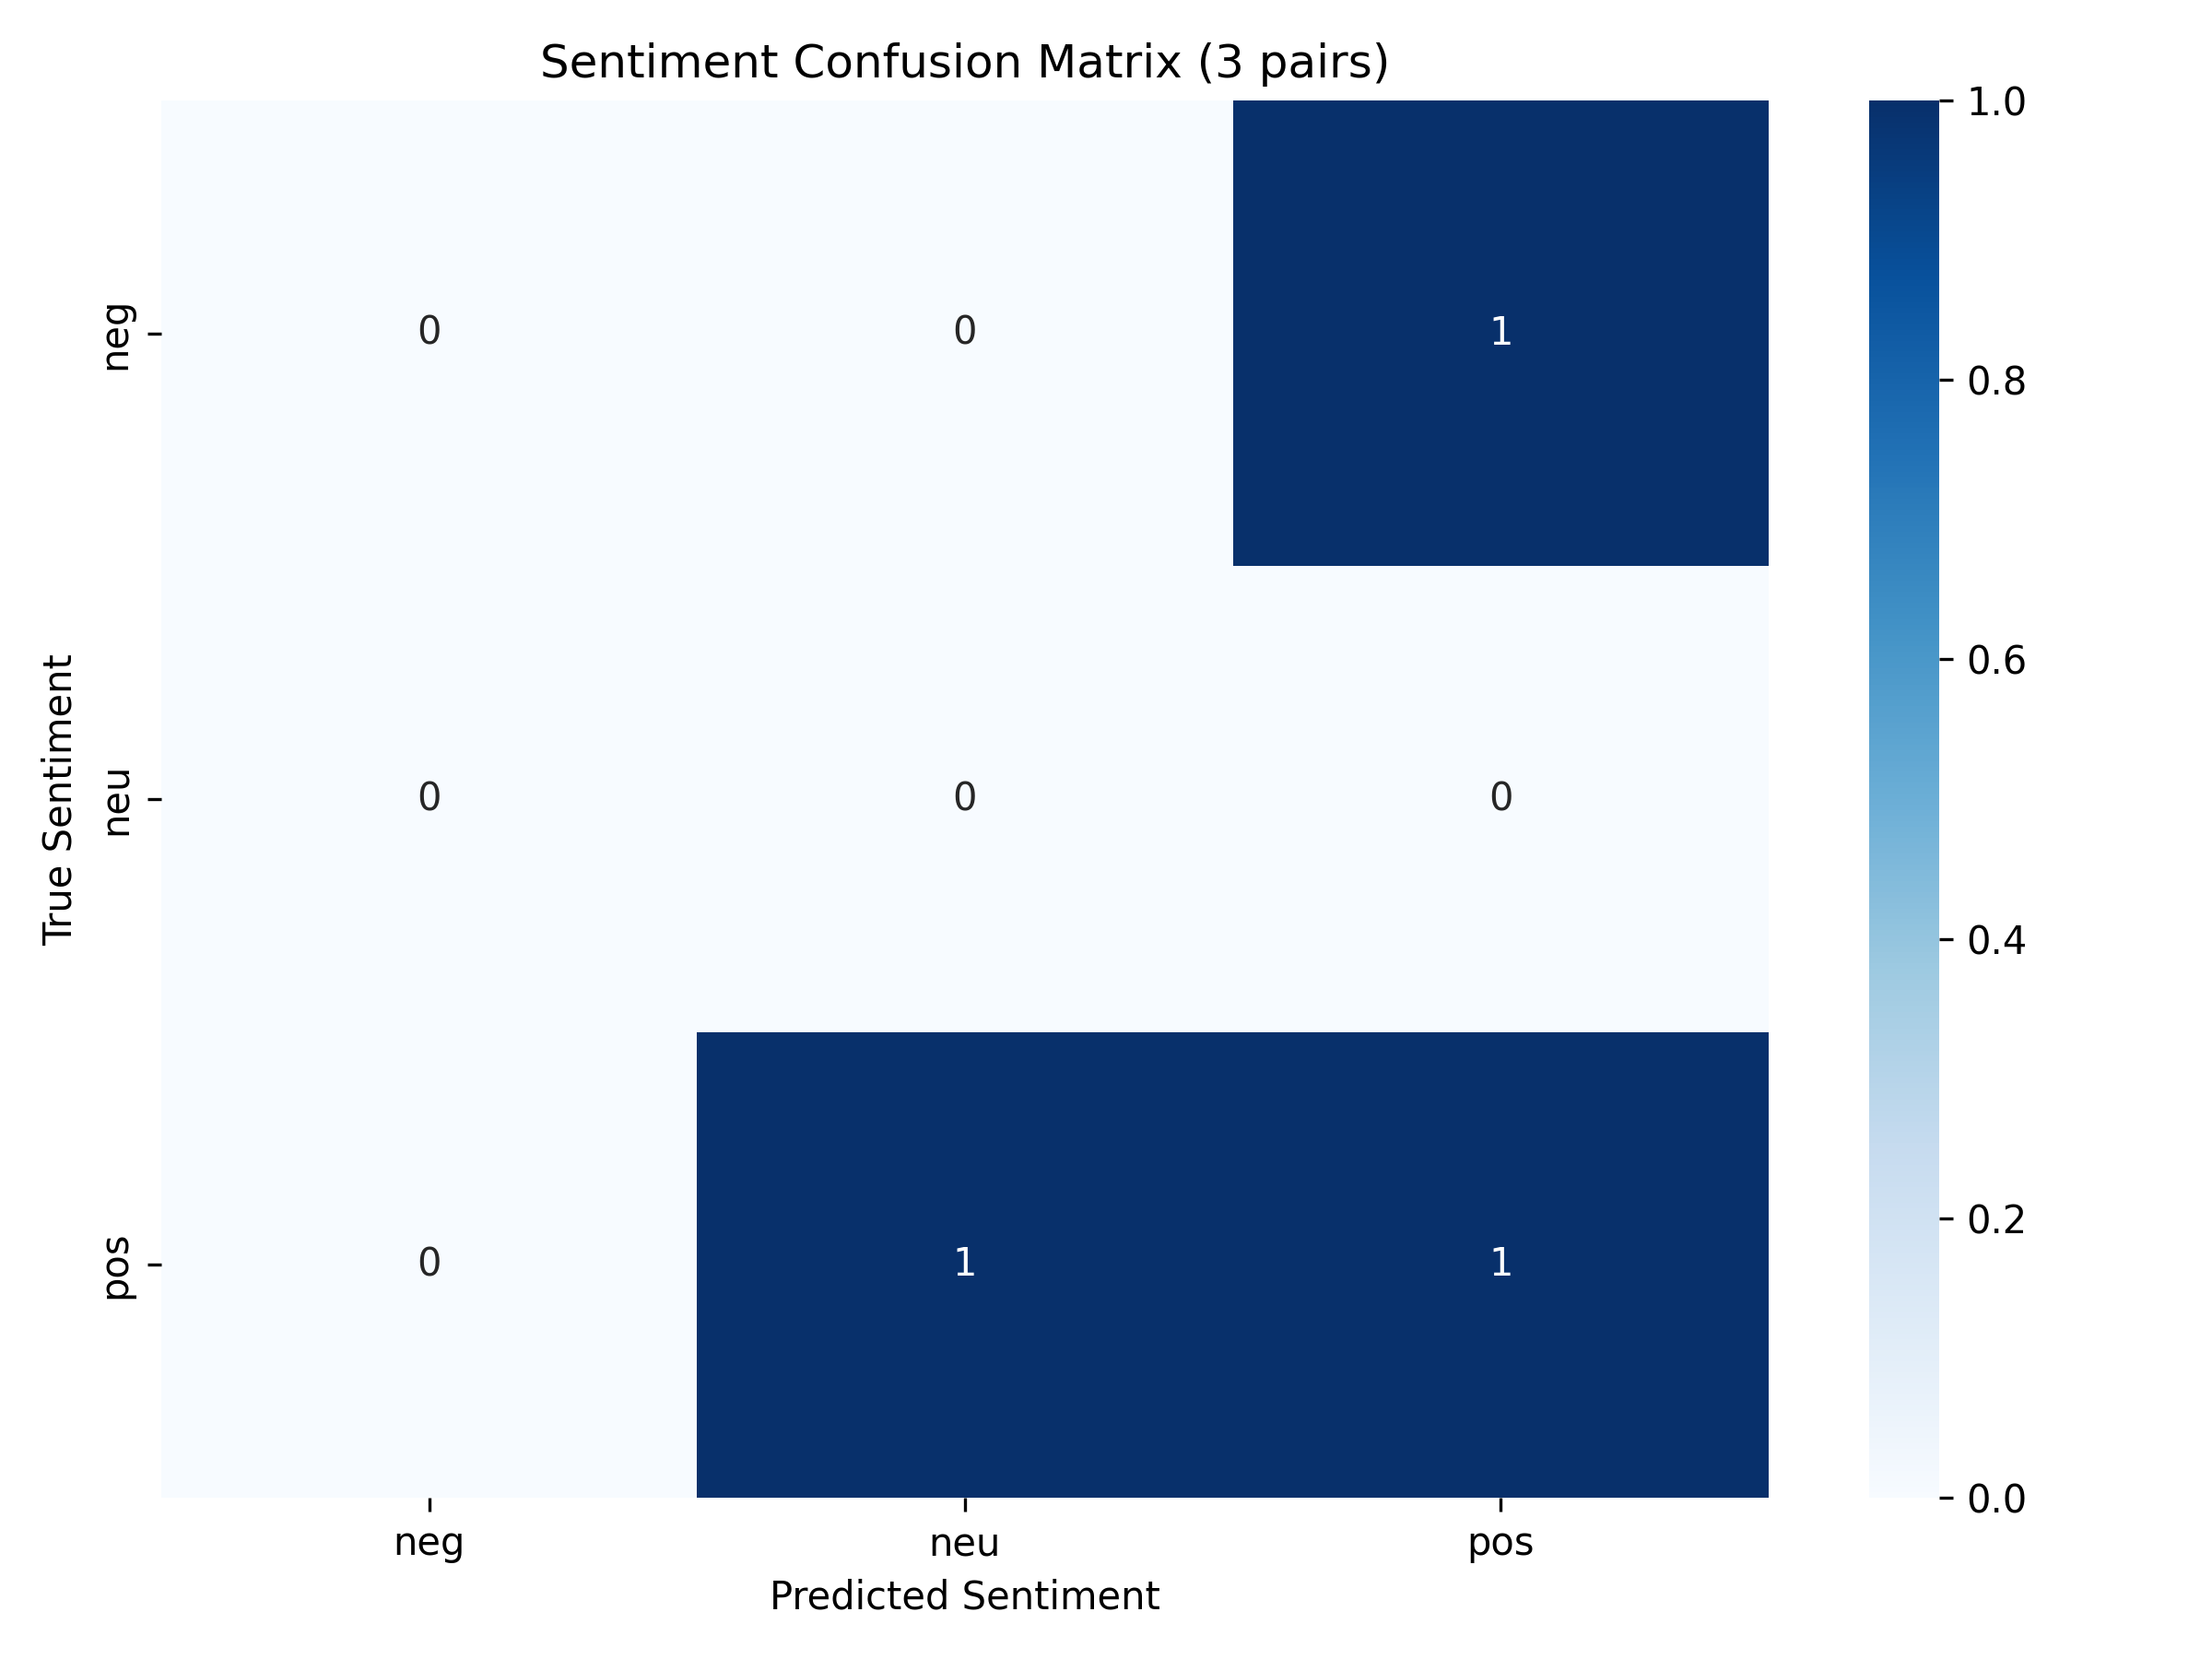 Sentiment Confusion Matrix (3 pairs)
True Sentiment
neg
0 0 1
neu
0 0 0
pos
0 1 1
neg neu pos
Predicted Sentiment
1.0
0.8
0.6
0.4
0.2
0.0